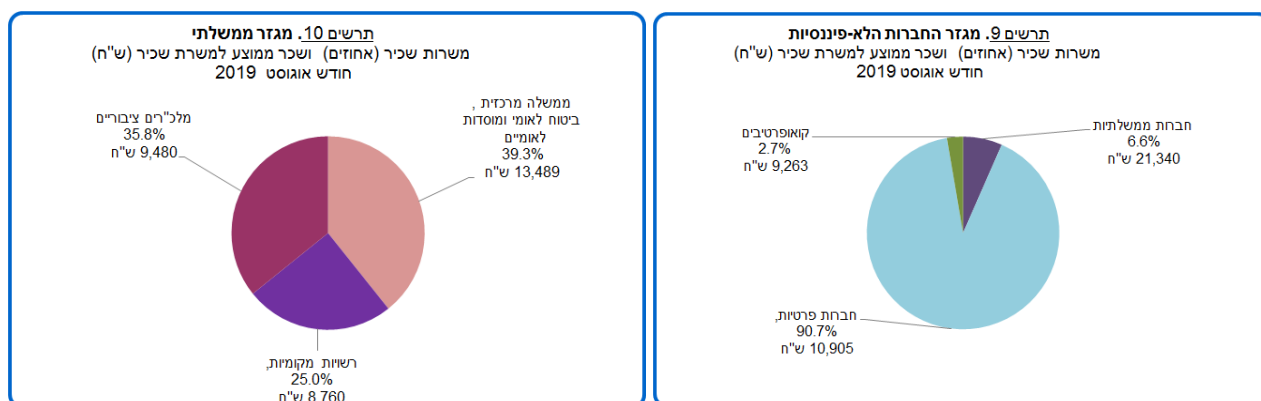 תרשים 9. מגזר החברות הלא-פיננסיות
משרות שכיר (אחוזים) ושכר ממוצע למשרת שכיר (ש"ח)
חודש אוגוסט 2019
חברות ממשלתיות
6.6%
21,340 ש"ח
קואופרטיבים
2.7%
9,263 ש"ח
חברות פרטיות,
90.7%
10,905 ש"ח
תרשים 10. מגזר ממשלתי
משרות שכיר (אחוזים) ושכר ממוצע למשרת שכיר (ש"ח)
חודש אוגוסט 2019
ממשלה מרכזית ,
ביטוח לאומי ומוסדות
לאומיים
39.3%
13,489 ש"ח
מלכ"רים ציבוריים
35.8%
9,480 ש"ח
רשויות מקומיות,
25.0%
8,760 ש"ח